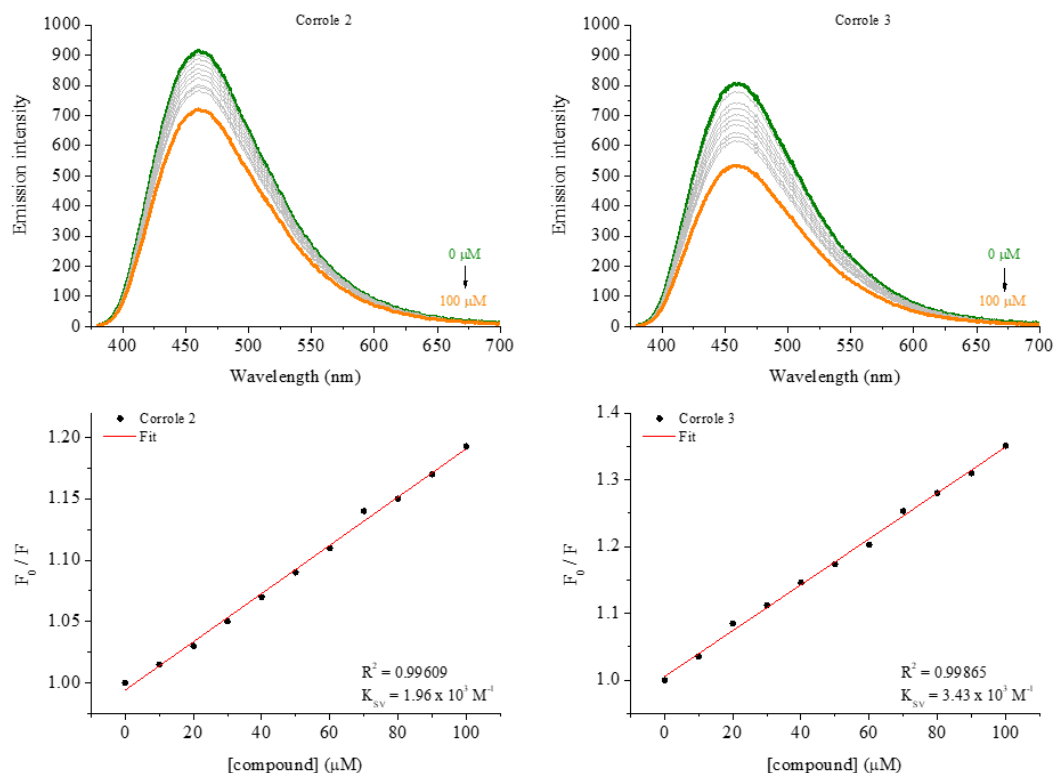 Corrole 2
Emission intensity
1000
900
800
700
600
500
400
300
200
100
0
0 μM
100 μM
400 450 500 550 600 650 700
Wavelength (nm)
Corrole 3
Emission intensity
1000
900
800
700
600
500
400
300
200
100
0
0 μM
100 μM
400 450 500 550 600 650 700
Wavelength (nm)
Corrole 2
Fit
F₀ / F
1.20
1.15
1.10
1.05
1.00
R² = 0.99609
K_SV = 1.96 x 10³ M⁻¹
0 20 40 60 80 100
[compound] (μM)
Corrole 3
Fit
F₀ / F
1.4
1.3
1.2
1.1
1.0
R² = 0.99865
K_SV = 3.43 x 10³ M⁻¹
0 20 40 60 80 100
[compound] (μM)